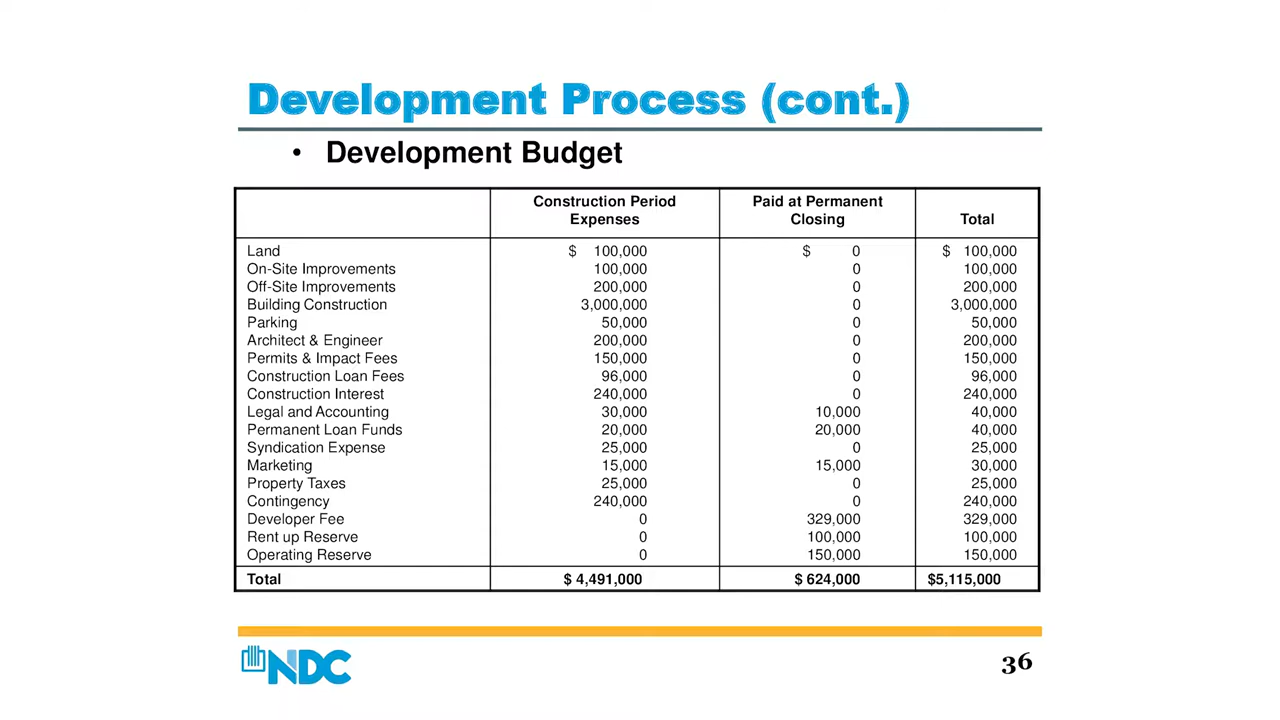 Development Process (cont.)
• Development Budget
Construction Period Expenses Paid at Permanent Closing Total
Land $ 100,000 $ 0 $ 100,000
On-Site Improvements 100,000 0 100,000
Off-Site Improvements 200,000 0 200,000
Building Construction 3,000,000 0 3,000,000
Parking 50,000 0 50,000
Architect & Engineer 200,000 0 200,000
Permits & Impact Fees 150,000 0 150,000
Construction Loan Fees 96,000 0 96,000
Construction Interest 240,000 0 240,000
Legal and Accounting 30,000 10,000 40,000
Permanent Loan Funds 20,000 20,000 40,000
Syndication Expense 25,000 0 25,000
Marketing 15,000 15,000 30,000
Property Taxes 25,000 0 25,000
Contingency 240,000 0 240,000
Developer Fee 0 329,000 329,000
Rent up Reserve 0 100,000 100,000
Operating Reserve 0 150,000 150,000
Total $ 4,491,000 $ 624,000 $5,115,000
NDC
36